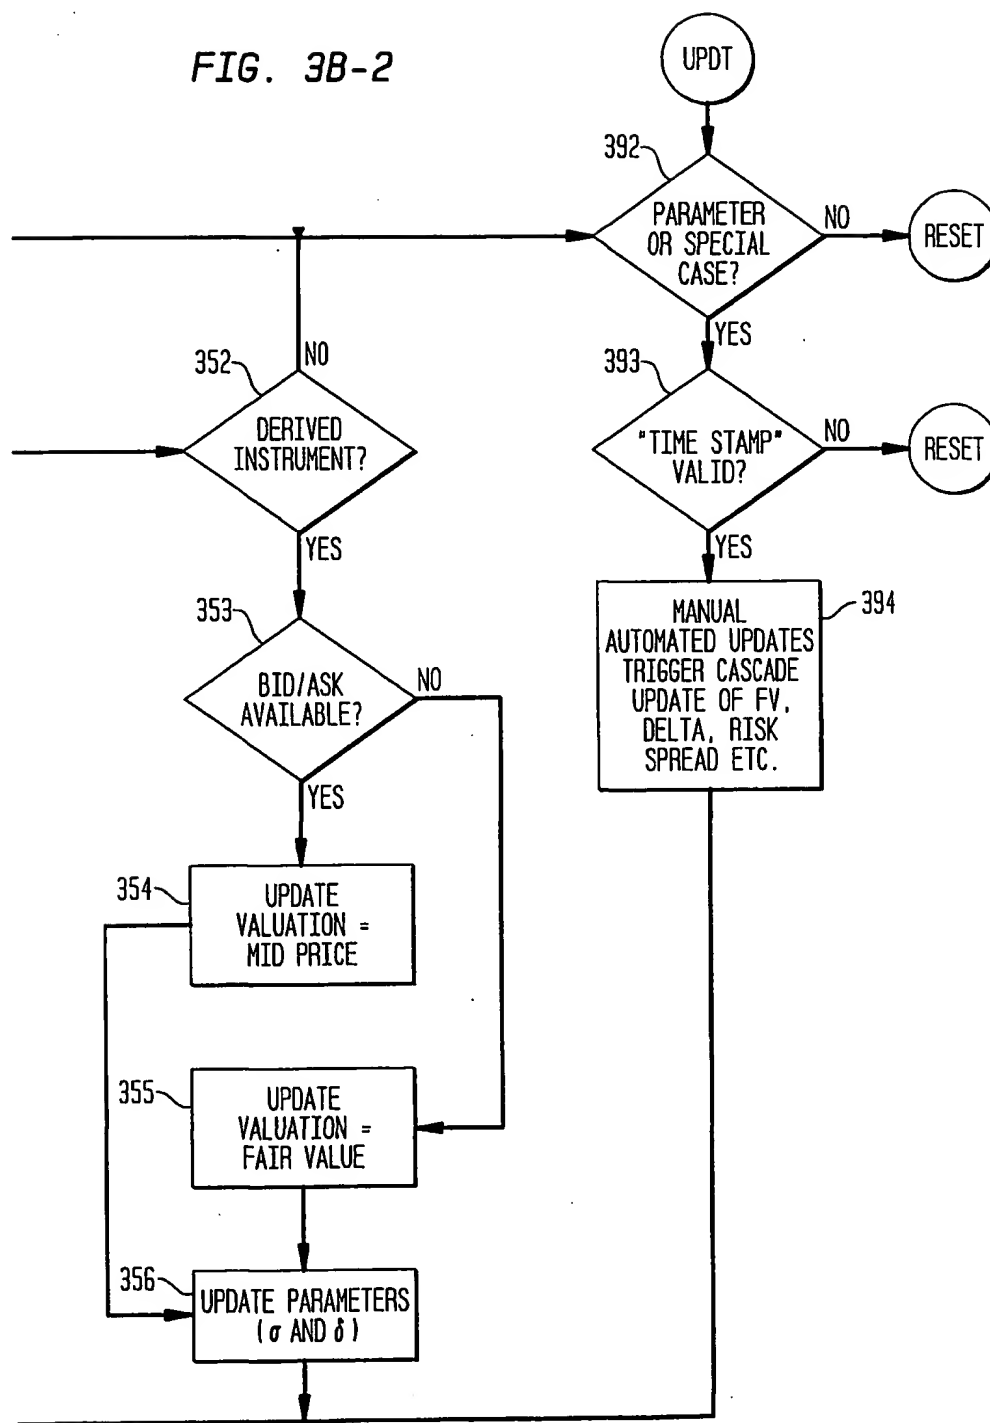 FIG. 3B-2
UPDT
392
PARAMETER
OR SPECIAL
CASE?
NO
RESET
YES
352
NO
DERIVED
INSTRUMENT?
YES
393
"TIME STAMP"
VALID?
NO
RESET
YES
353
BID/ASK
AVAILABLE?
NO
YES
394
MANUAL
AUTOMATED UPDATES
TRIGGER CASCADE
UPDATE OF FV,
DELTA, RISK
SPREAD ETC.
354
UPDATE
VALUATION =
MID PRICE
355
UPDATE
VALUATION =
FAIR VALUE
356
UPDATE PARAMETERS
(σ AND δ)